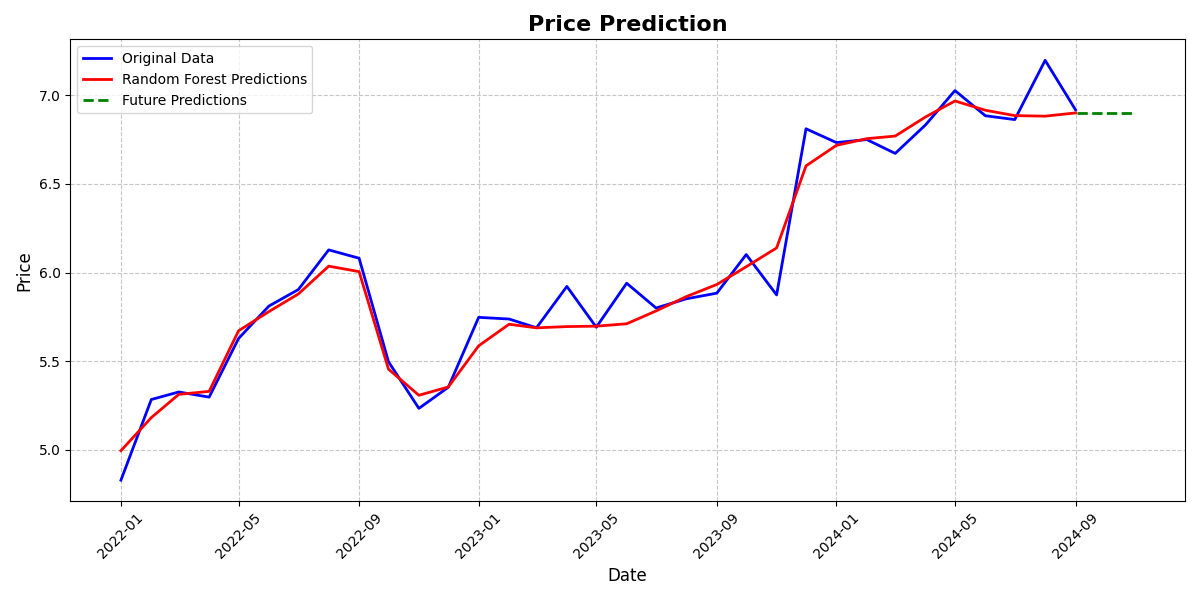 Price Prediction
Original Data
Random Forest Predictions
Future Predictions
Price
7.0
6.5
6.0
5.5
5.0
2022-01
2022-05
2022-09
2023-01
2023-05
2023-09
2024-01
2024-05
2024-09
Date